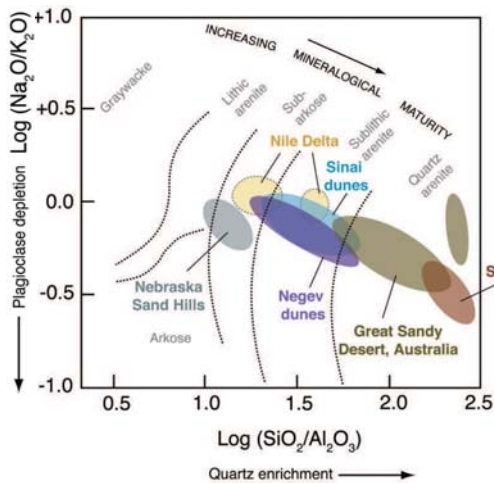 +1.0
+0.5
0.0
-0.5
-1.0
Log (Na2O/K2O)
Plagioclase depletion
INCREASING
MINERALOGICAL
MATURITY
Graywacke
Lithic
arenite
Sub-
arkose
Sublithic
arenite
Quartz
arenite
Nile Delta
Sinai
dunes
Nebraska
Sand Hills
Negev
dunes
Great Sandy
Desert, Australia
S
Arkose
0.5
1.0
1.5
2.0
2.5
Log (SiO2/Al2O3)
Quartz enrichment